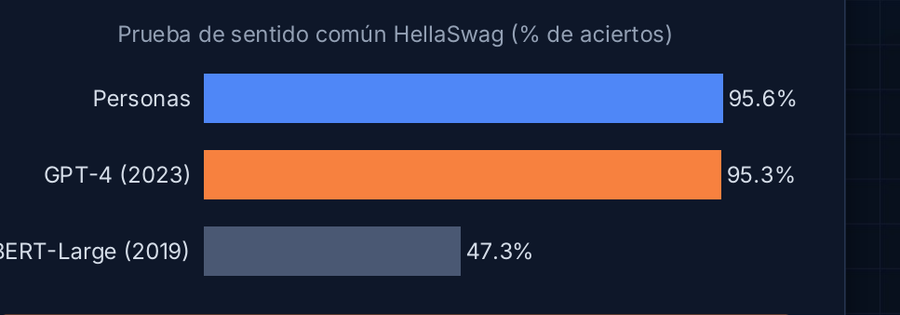 Prueba de sentido común HellaSwag (% de aciertos)
Personas 95.6%
GPT-4 (2023) 95.3%
BERT-Large (2019) 47.3%